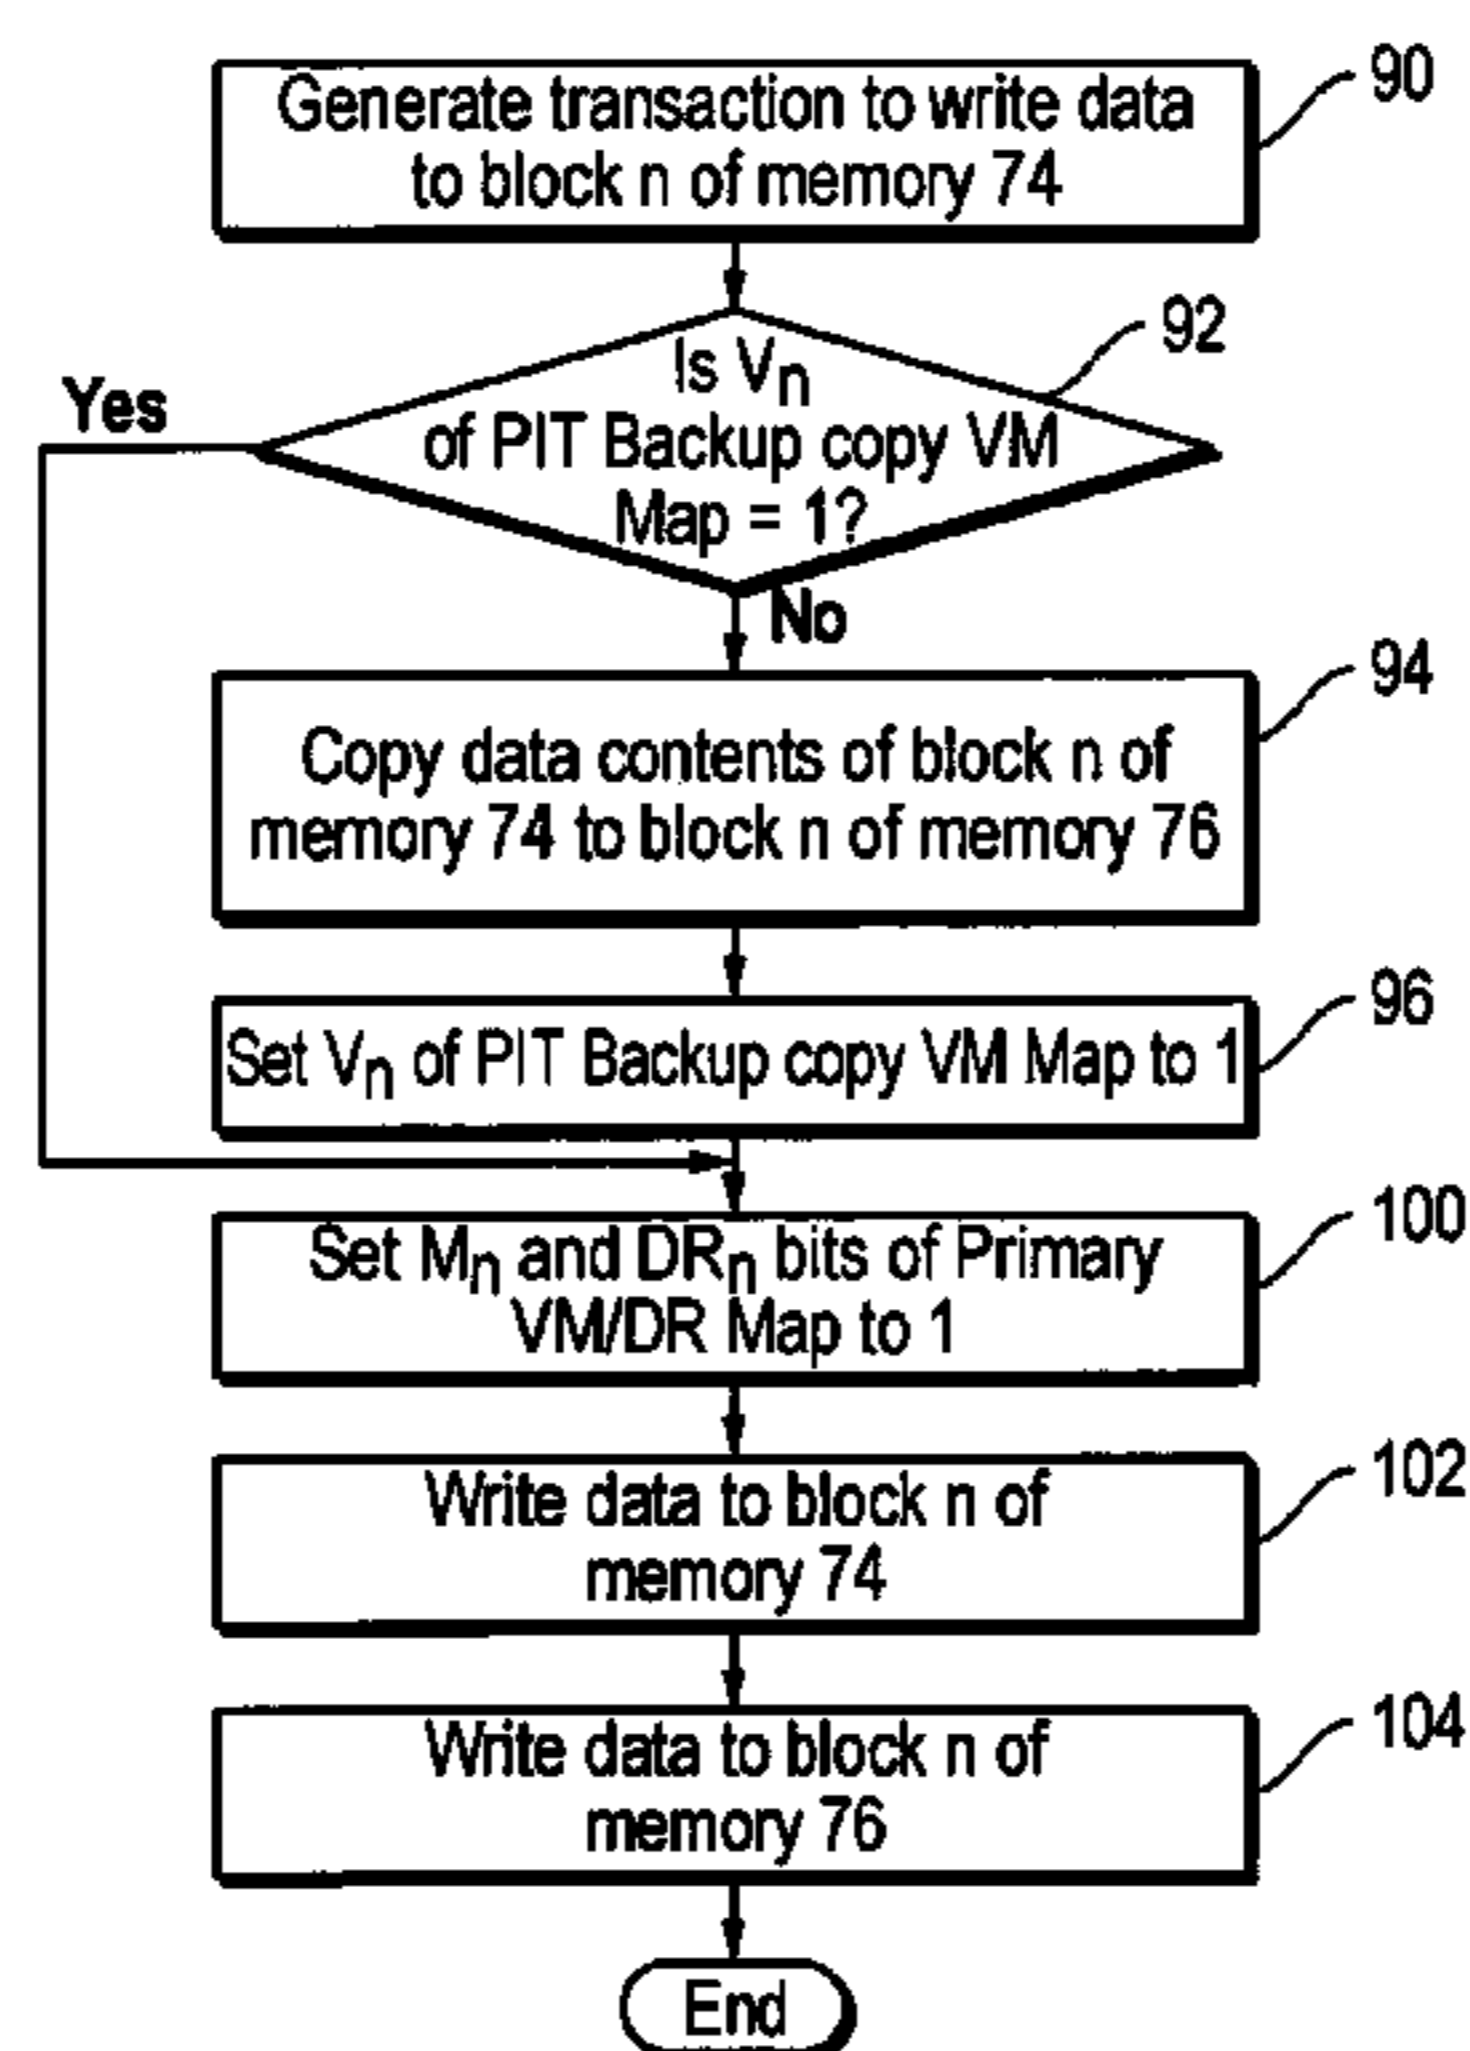 Generate transaction to write data
to block n of memory 74
90
Is Vn
of PIT Backup copy VM
Map = 1?
92
Yes
No
Copy data contents of block n of
memory 74 to block n of memory 76
94
Set Vn of PIT Backup copy VM Map to 1
96
Set Mn and DRn bits of Primary
VM/DR Map to 1
100
Write data to block n of
memory 74
102
Write data to block n of
memory 76
104
End